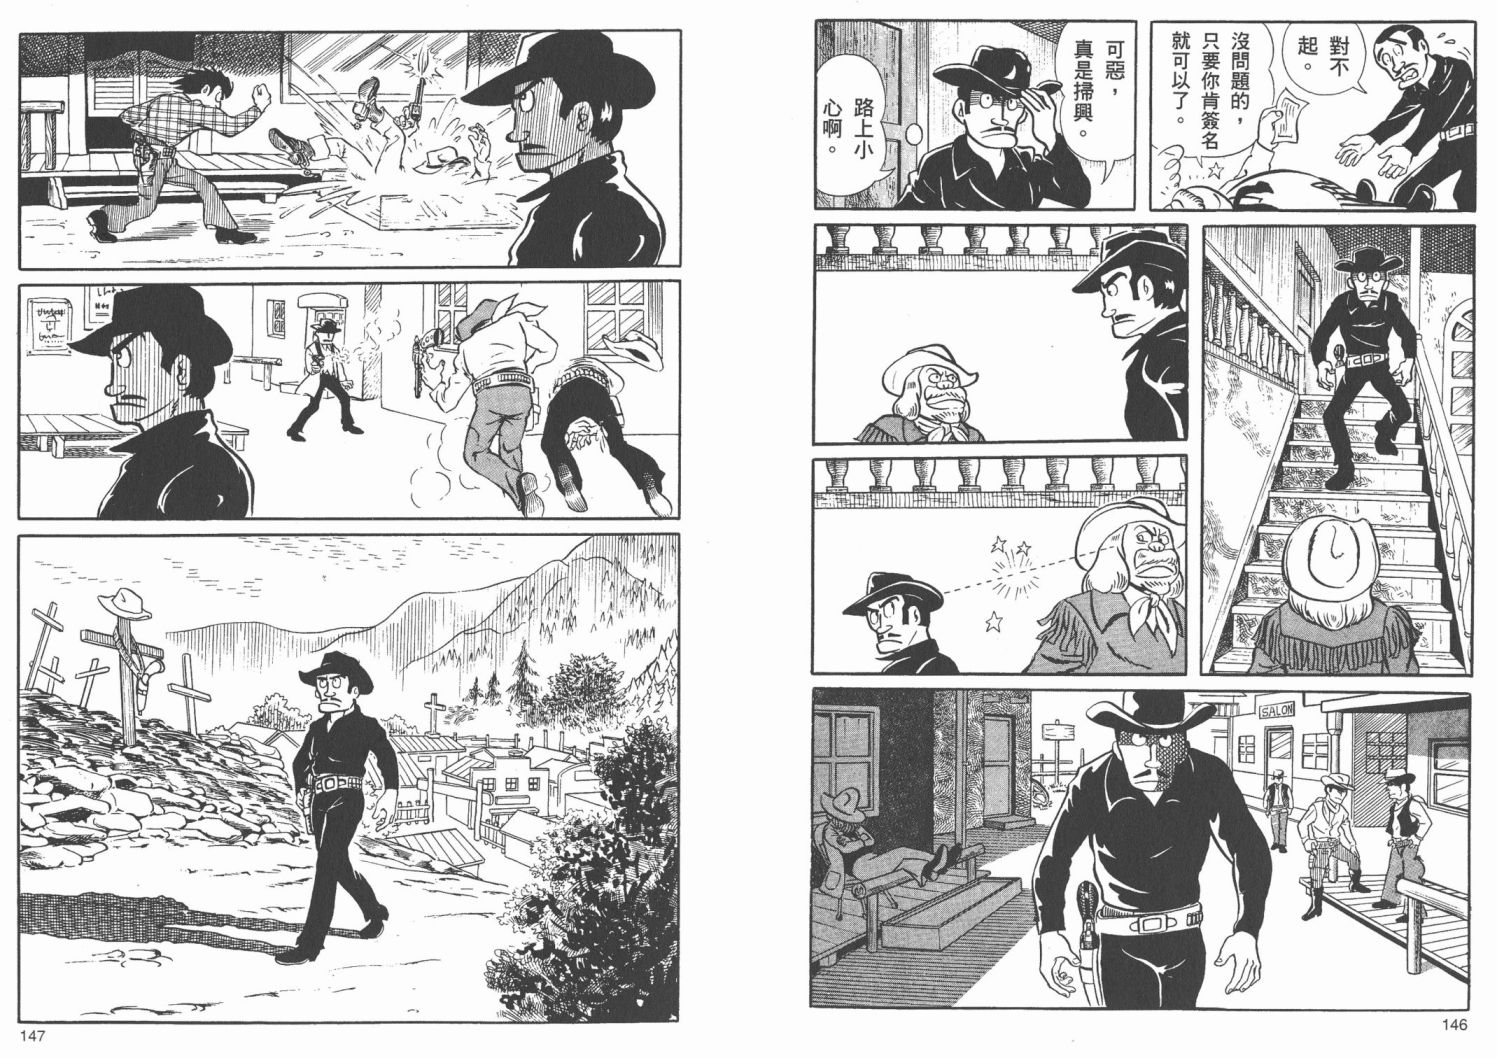 對不
起。
沒問題的，
只要你肯簽名
就可以了。
可惡，
真是掃興。
路上小
心啊。
SALON
146
147